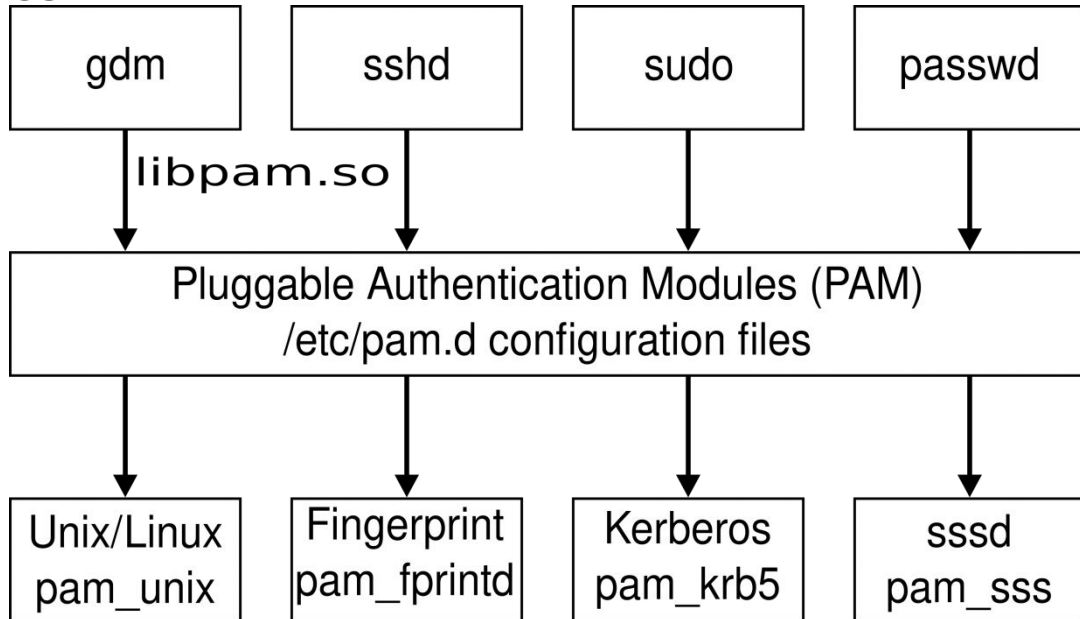 gdm
sshd
sudo
passwd
libpam.so
Pluggable Authentication Modules (PAM)
/etc/pam.d configuration files
Unix/Linux
pam_unix
Fingerprint
pam_fprintd
Kerberos
pam_krb5
sssd
pam_sss